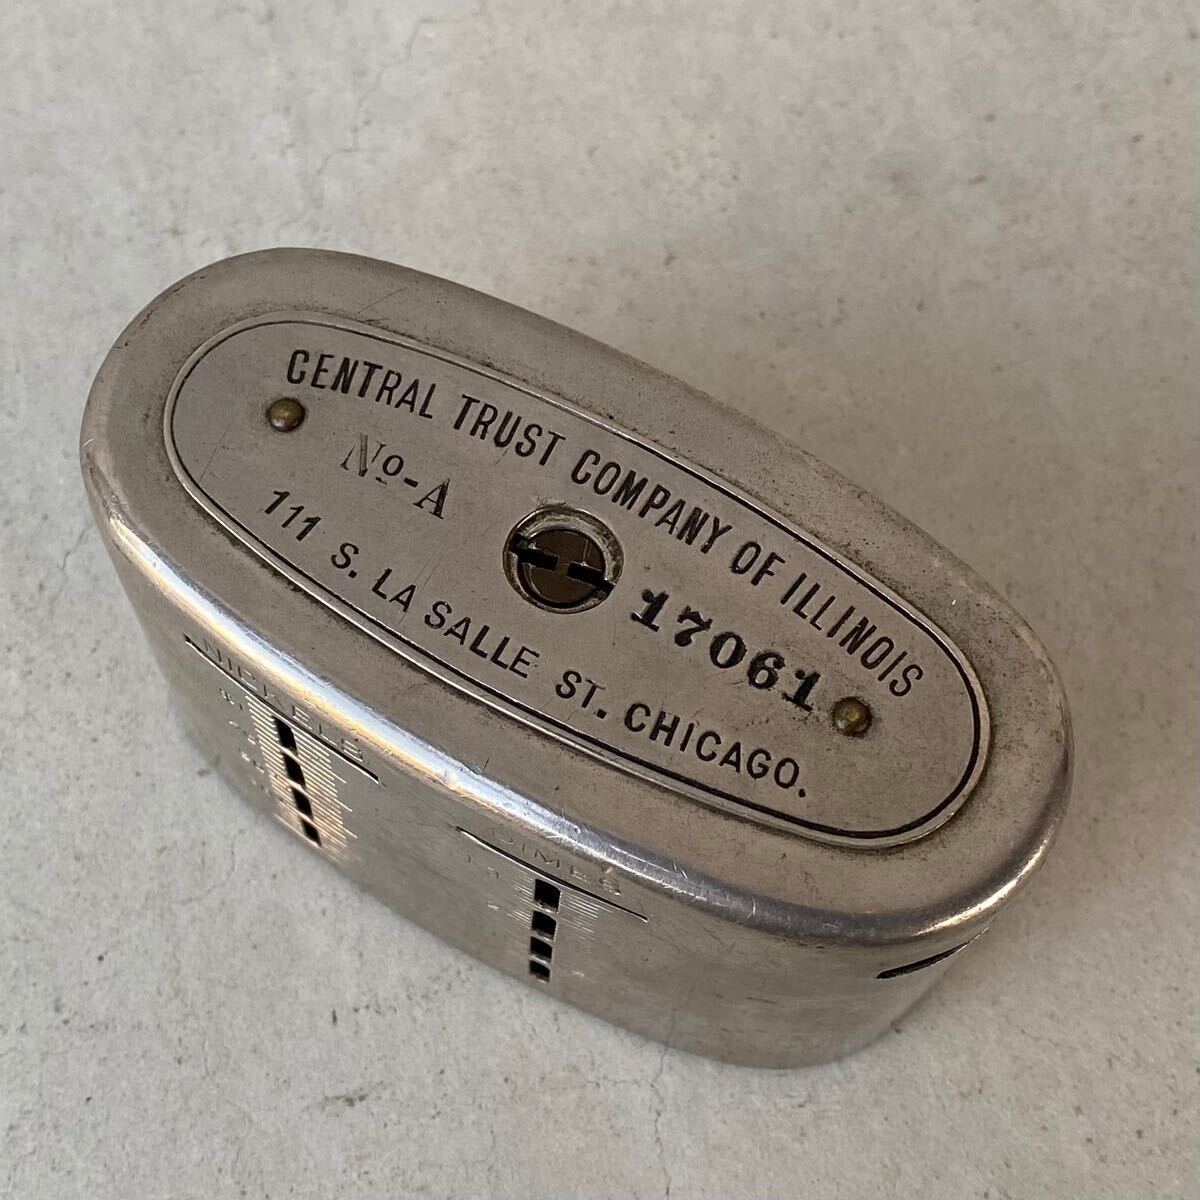 CENTRAL TRUST COMPANY OF ILLINOIS
No-A 17061
111 S. LA SALLE ST. CHICAGO.
NICKELS
DIMES